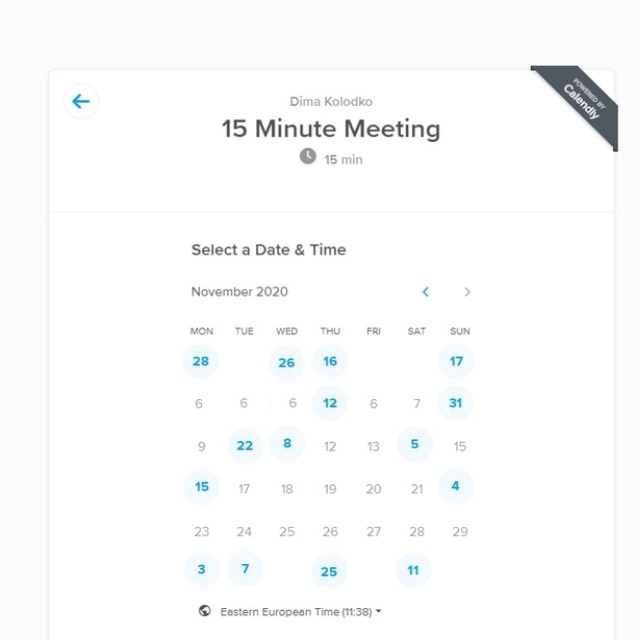 Dima Kolodko
15 Minute Meeting
15 min
POWERED BY
Calendly
Select a Date & Time
November 2020
MON TUE WED THU FRI SAT SUN
28 26 16 17
6 6 6 12 6 7 31
9 22 8 12 13 5 15
15 17 18 19 20 21 4
23 24 25 26 27 28 29
3 7 25 11
Eastern European Time (11:38)